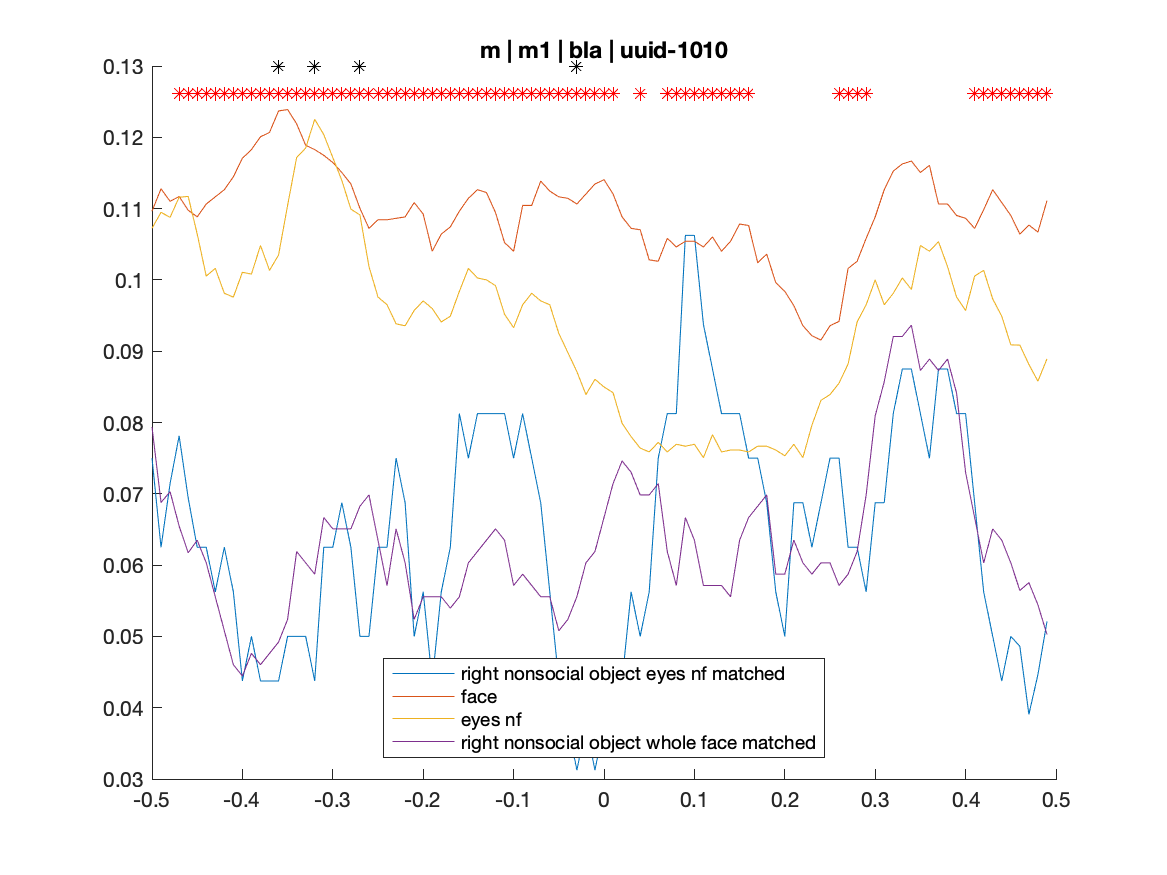 m | m1 | bla | uuid-1010
0.13
0.12
0.11
0.1
0.09
0.08
0.07
0.06
0.05
0.04
0.03
right nonsocial object eyes nf matched
face
eyes nf
right nonsocial object whole face matched
-0.5 -0.4 -0.3 -0.2 -0.1 0 0.1 0.2 0.3 0.4 0.5